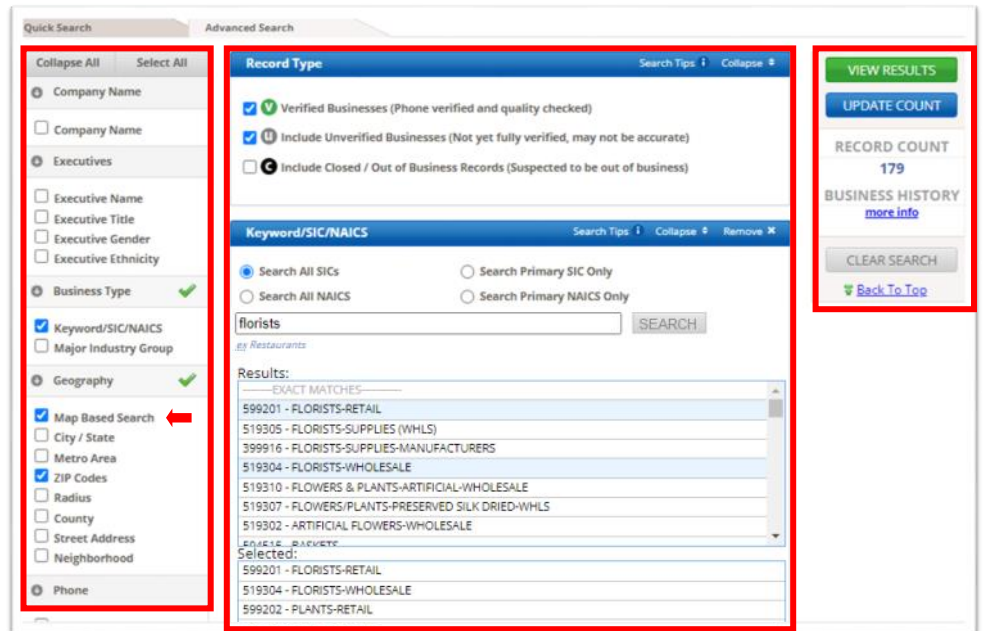 Quick Search
Advanced Search
Collapse All Select All
Company Name
Company Name
Executives
Executive Name
Executive Title
Executive Gender
Executive Ethnicity
Business Type
Keyword/SIC/NAICS
Major Industry Group
Geography
Map Based Search
City / State
Metro Area
ZIP Codes
Radius
County
Street Address
Neighborhood
Phone
Record Type Search Tips i Collapse
V Verified Businesses (Phone verified and quality checked)
U Include Unverified Businesses (Not yet fully verified, may not be accurate)
C Include Closed / Out of Business Records (Suspected to be out of business)
Keyword/SIC/NAICS Search Tips i Collapse Remove X
Search All SICs Search Primary SIC Only
Search All NAICS Search Primary NAICS Only
florists SEARCH
ex Restaurants
Results:
--------EXACT MATCHES----------
599201 - FLORISTS-RETAIL
519305 - FLORISTS-SUPPLIES (WHLS)
399916 - FLORISTS-SUPPLIES-MANUFACTURERS
519304 - FLORISTS-WHOLESALE
519310 - FLOWERS & PLANTS-ARTIFICIAL-WHOLESALE
519307 - FLOWERS/PLANTS-PRESERVED SILK DRIED-WHLS
519302 - ARTIFICIAL FLOWERS-WHOLESALE
Selected:
599201 - FLORISTS-RETAIL
519304 - FLORISTS-WHOLESALE
599202 - PLANTS-RETAIL
VIEW RESULTS
UPDATE COUNT
RECORD COUNT
179
BUSINESS HISTORY
more info
CLEAR SEARCH
Back To Top